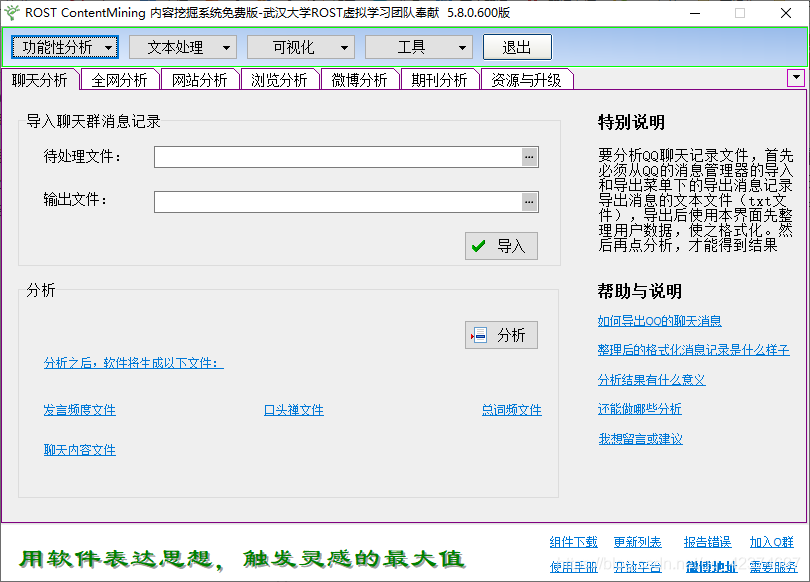 ROST ContentMining 内容挖掘系统免费版-武汉大学ROST虚拟学习团队奉献 5.8.0.600版
功能性分析 文本处理 可视化 工具 退出
聊天分析 全网分析 网站分析 浏览分析 微博分析 期刊分析 资源与升级
导入聊天群消息记录
待处理文件：
输出文件：
导入
分析
分析
分析之后，软件将生成以下文件：
发言频度文件 口头禅文件 总词频文件
聊天内容文件
特别说明
要分析QQ聊天记录文件，首先
必须从QQ的消息管理器的导入
和导出菜单下的导出消息记录
导出消息的文本文件（txt文
件），导出后使用本界面先整
理用户数据，使之格式化。然
后再点分析，才能得到结果
帮助与说明
如何导出QQ的聊天消息
整理后的格式化消息记录是什么样子
分析结果有什么意义
还能做哪些分析
我想留言或建议
用软件表达思想，触发灵感的最大值
组件下载 更新列表 报告错误 加入Q群
使用手册 开放平台 微博地址 需要服务